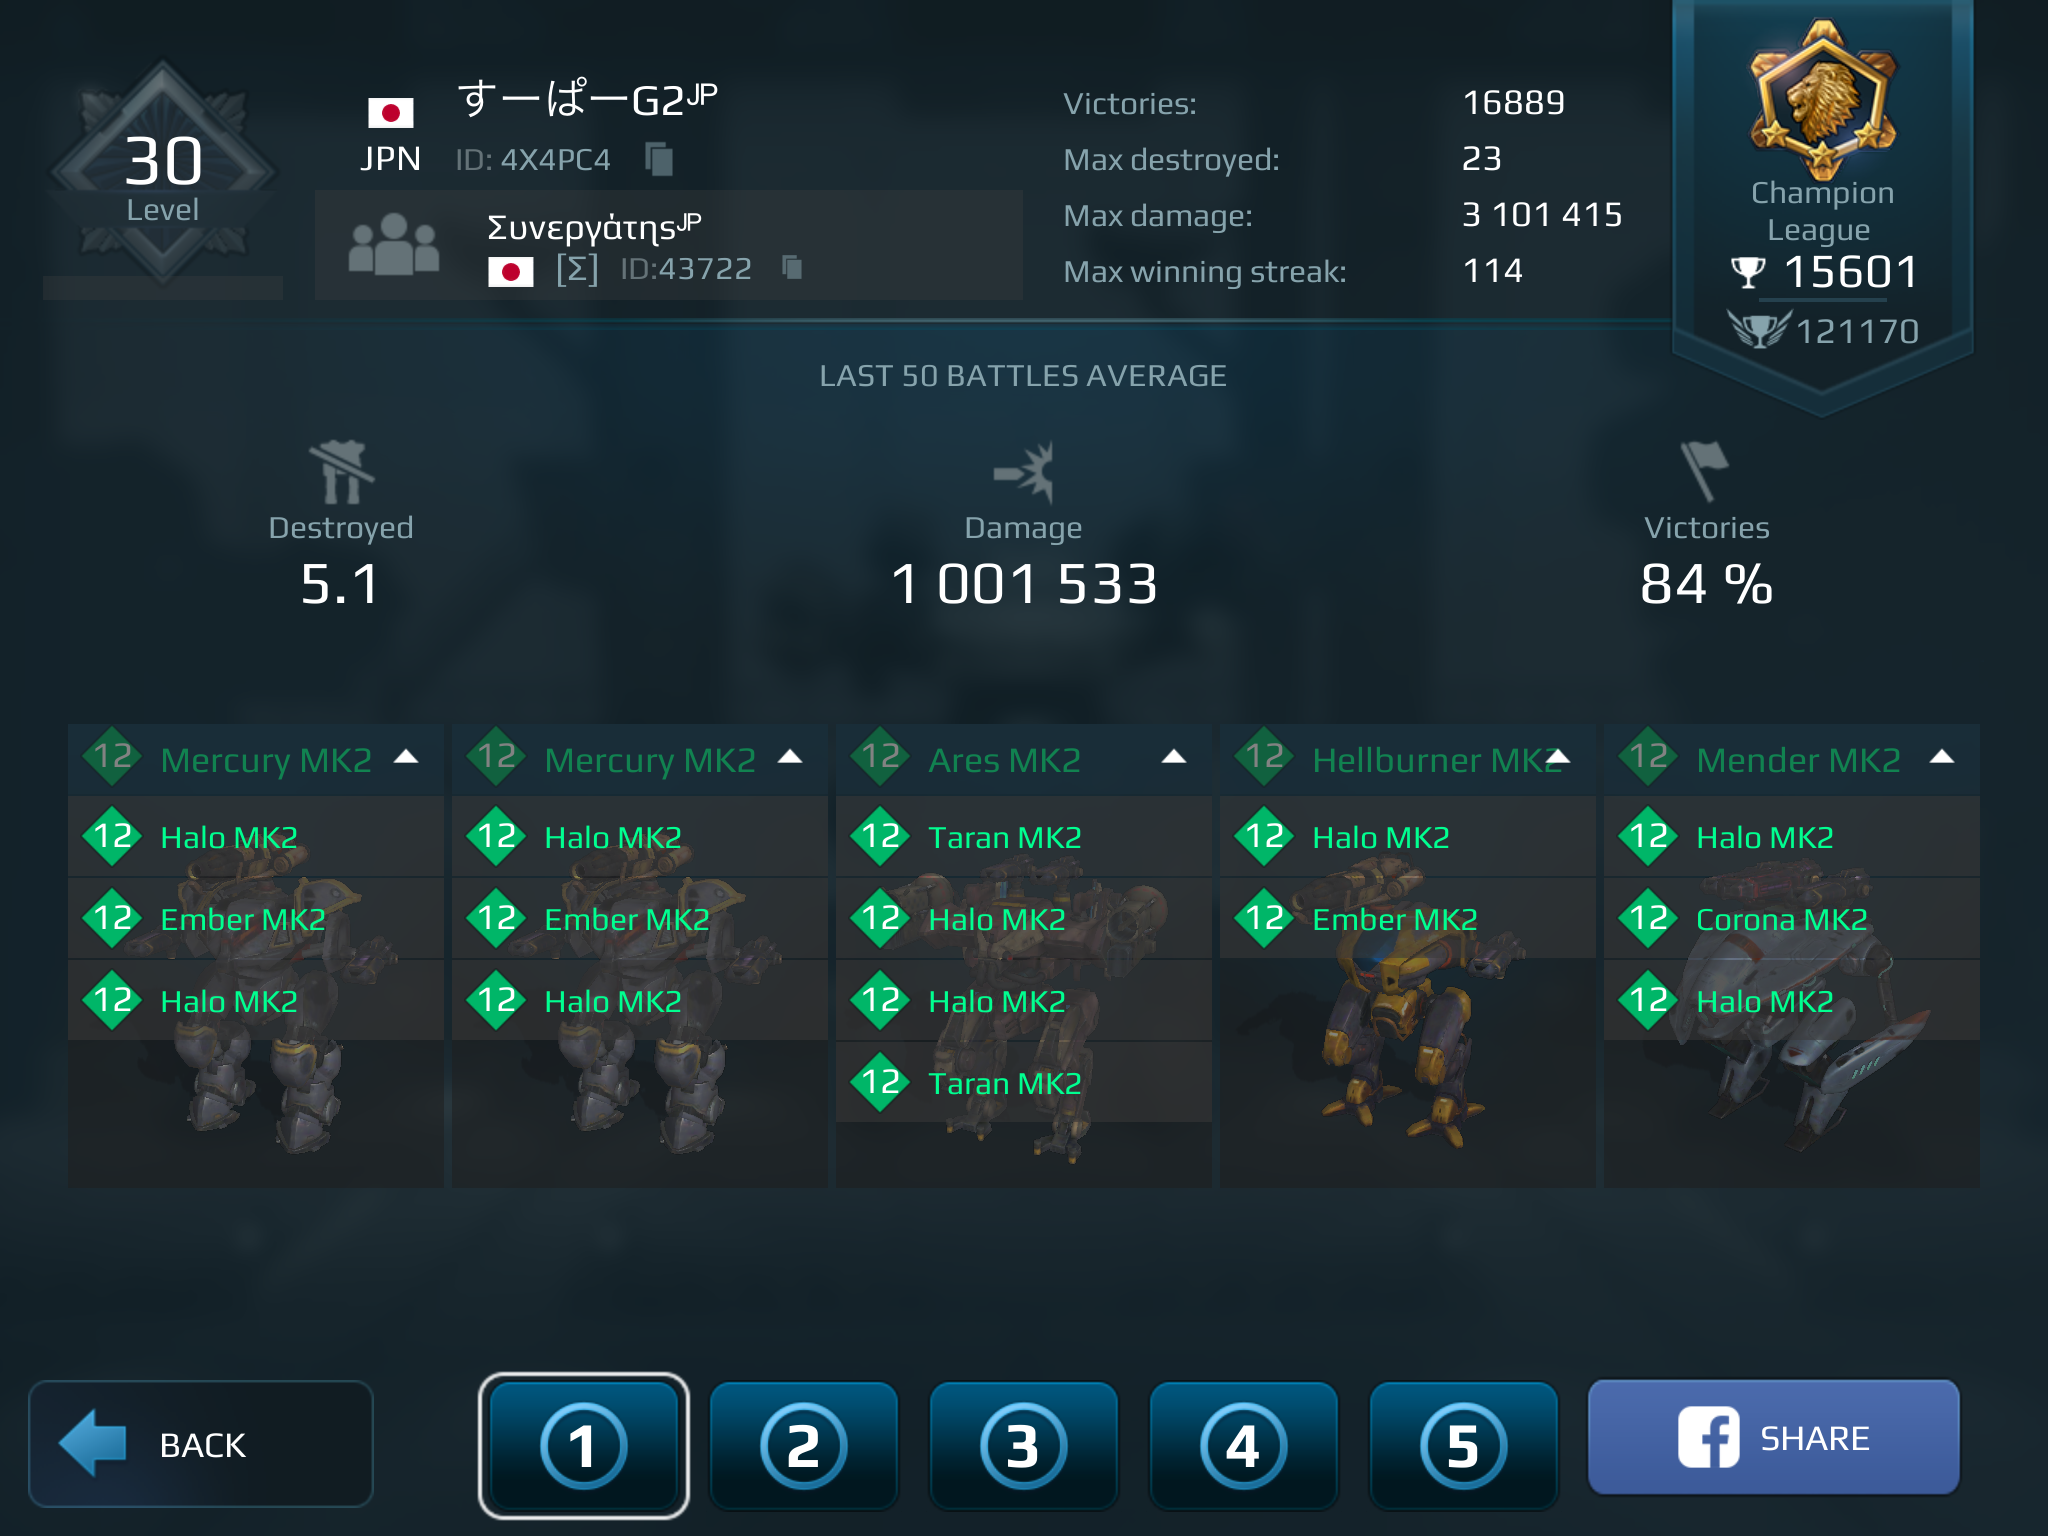 30
Level
JPN
すーぱーG2ᴶᴾ
ID: 4X4PC4
Συνεργάτηsᴶᴾ
[Σ] ID:43722
Victories: 16889
Max destroyed: 23
Max damage: 3 101 415
Max winning streak: 114
Champion
League
15601
121170
LAST 50 BATTLES AVERAGE
Destroyed
5.1
Damage
1 001 533
Victories
84 %
12 Mercury MK2
12 Halo MK2
12 Ember MK2
12 Halo MK2
12 Mercury MK2
12 Halo MK2
12 Ember MK2
12 Halo MK2
12 Ares MK2
12 Taran MK2
12 Halo MK2
12 Halo MK2
12 Taran MK2
12 Hellburner MK2
12 Halo MK2
12 Ember MK2
12 Mender MK2
12 Halo MK2
12 Corona MK2
12 Halo MK2
BACK
1
2
3
4
5
SHARE